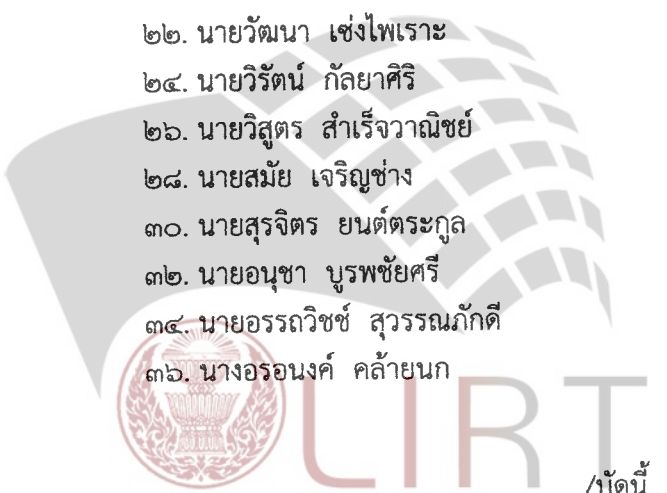 ๒๒. นายวัฒนา เซ่งไพเราะ
๒๔. นายวิรัตน์ กัลยาศิริ
๒๖. นายวิสูตร สำเร็จวาณิชย์
๒๘. นายสมัย เจริญช่าง
๓๐. นายสุรจิตร ยนต์ตระกูล
๓๒. นายอนุชา บูรพชัยศรี
๓๔. นายอรรถวิชช์ สุวรรณภักดี
๓๖. นางอรอนงค์ คล้ายนก
LIRT
/บัดนี้